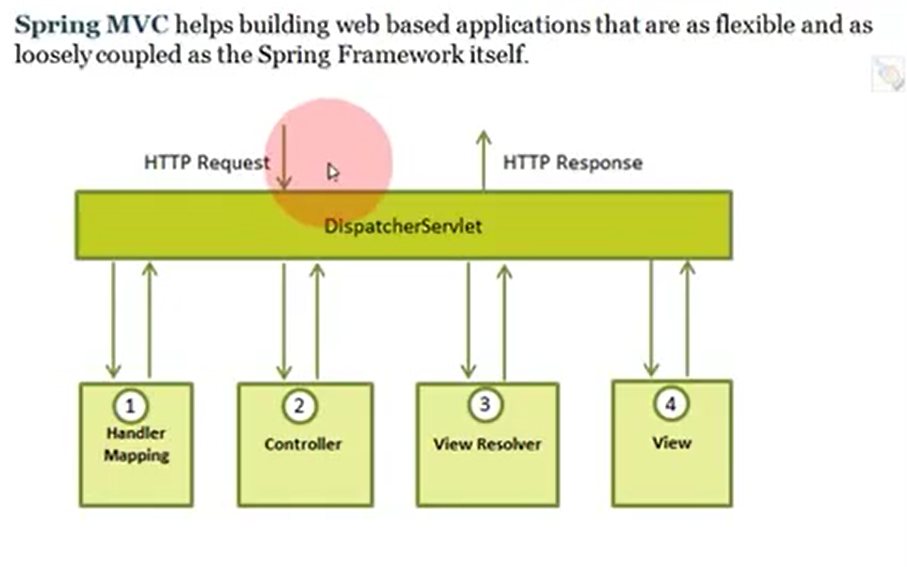 Spring MVC helps building web based applications that are as flexible and as
loosely coupled as the Spring Framework itself.
HTTP Request
HTTP Response
DispatcherServlet
1
Handler
Mapping
2
Controller
3
View Resolver
4
View